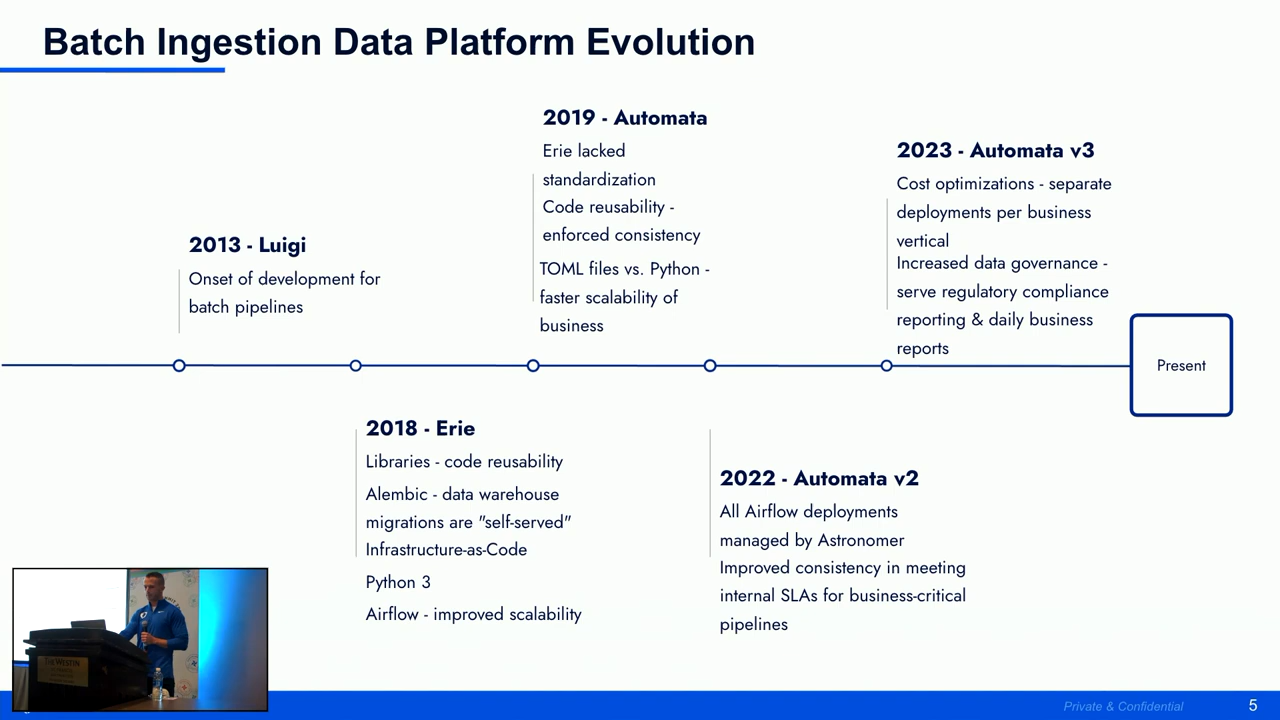 Batch Ingestion Data Platform Evolution
2013 - Luigi
Onset of development for
batch pipelines
2018 - Erie
Libraries - code reusability
Alembic - data warehouse
migrations are "self-served"
Infrastructure-as-Code
Python 3
Airflow - improved scalability
2019 - Automata
Erie lacked
standardization
Code reusability -
enforced consistency
TOML files vs. Python -
faster scalability of
business
2022 - Automata v2
All Airflow deployments
managed by Astronomer
Improved consistency in meeting
internal SLAs for business-critical
pipelines
2023 - Automata v3
Cost optimizations - separate
deployments per business
vertical
Increased data governance -
serve regulatory compliance
reporting & daily business
reports
Present
THE WESTIN
Private & Confidential
5